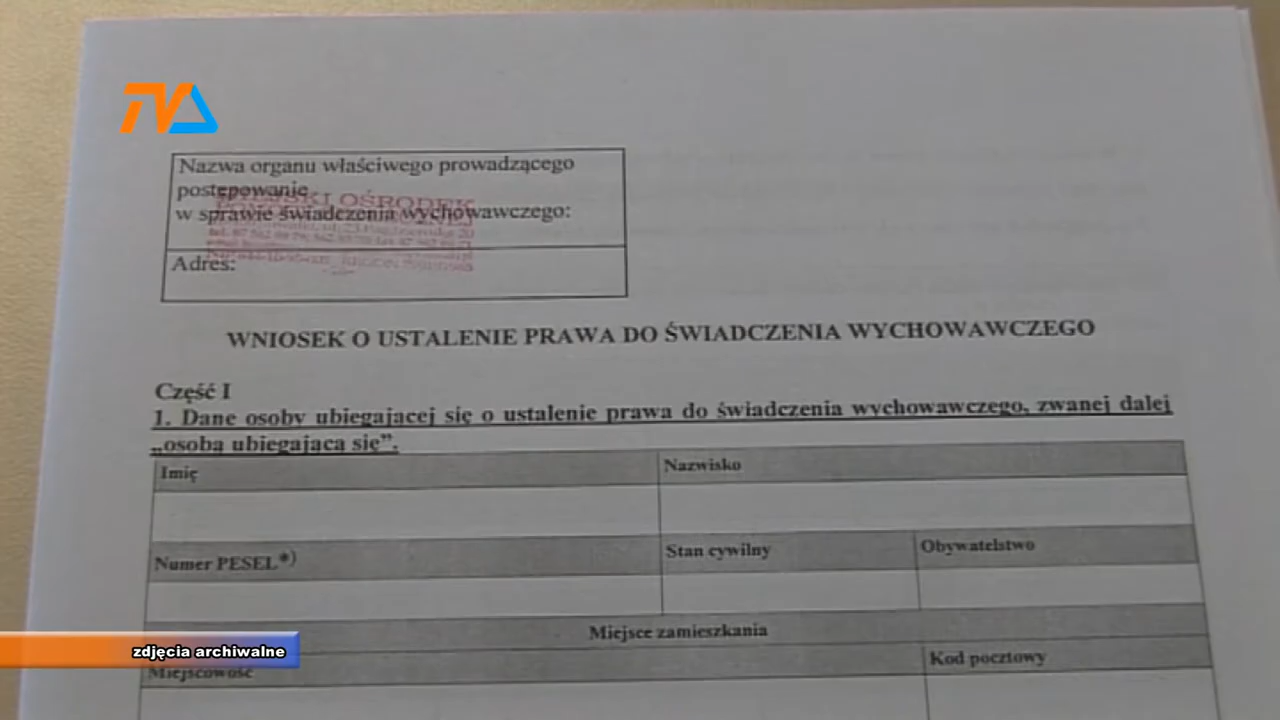 TVA
Nazwa organu właściwego prowadzącego
postępowanie
w sprawie świadczenia wychowawczego:
OŚRODEK
Adres:
WNIOSEK O USTALENIE PRAWA DO ŚWIADCZENIA WYCHOWAWCZEGO
Część I
1. Dane osoby ubiegającej się o ustalenie prawa do świadczenia wychowawczego, zwanej dalej
„osobą ubiegającą się”.
Imię Nazwisko
Numer PESEL*) Stan cywilny Obywatelstwo
Miejsce zamieszkania
Miejscowość Kod pocztowy
zdjęcia archiwalne